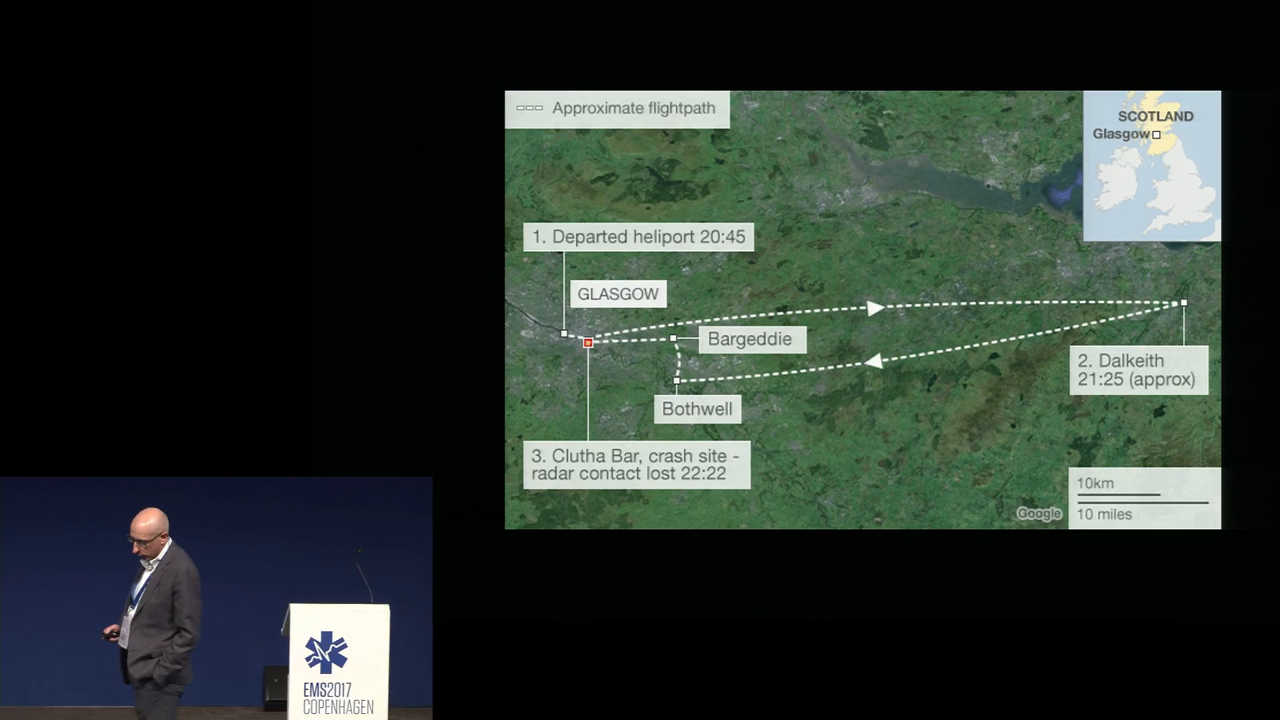 Approximate flightpath
SCOTLAND
Glasgow
1. Departed heliport 20:45
GLASGOW
Bargeddie
2. Dalkeith
21:25 (approx)
Bothwell
3. Clutha Bar, crash site -
radar contact lost 22:22
10km
10 miles
Google
EMS2017
COPENHAGEN